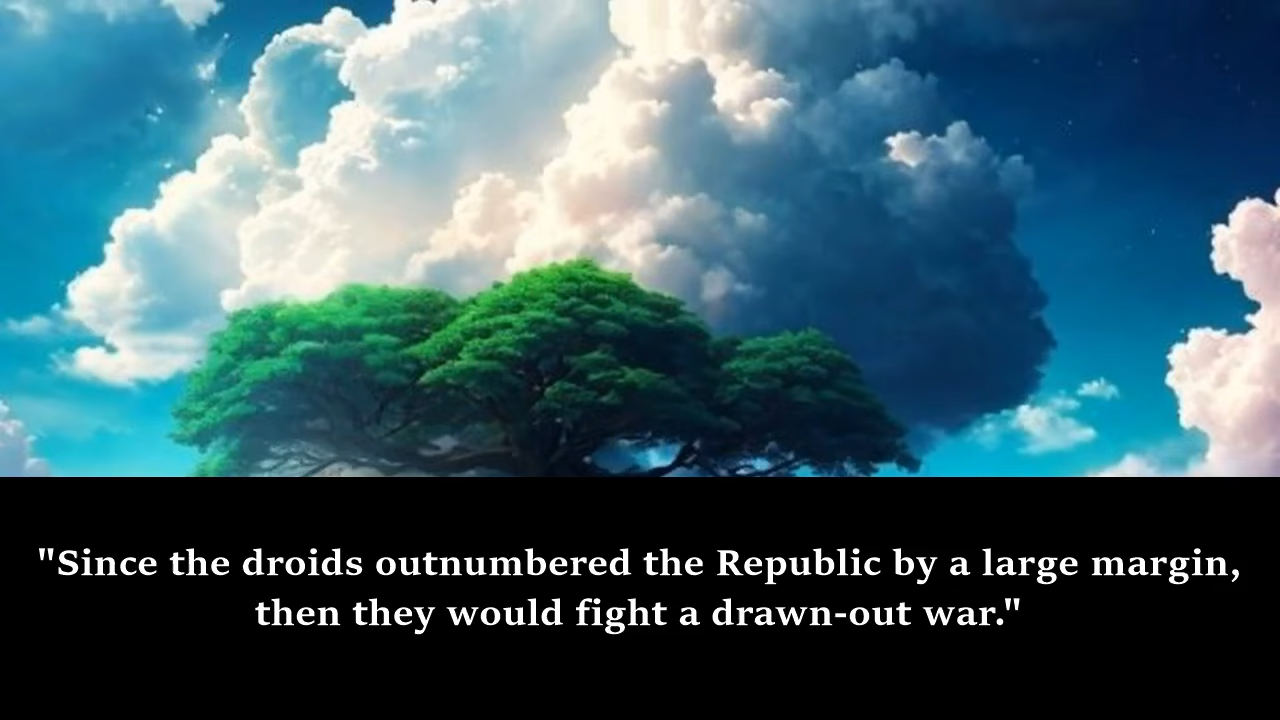 "Since the droids outnumbered the Republic by a large margin,
then they would fight a drawn-out war."